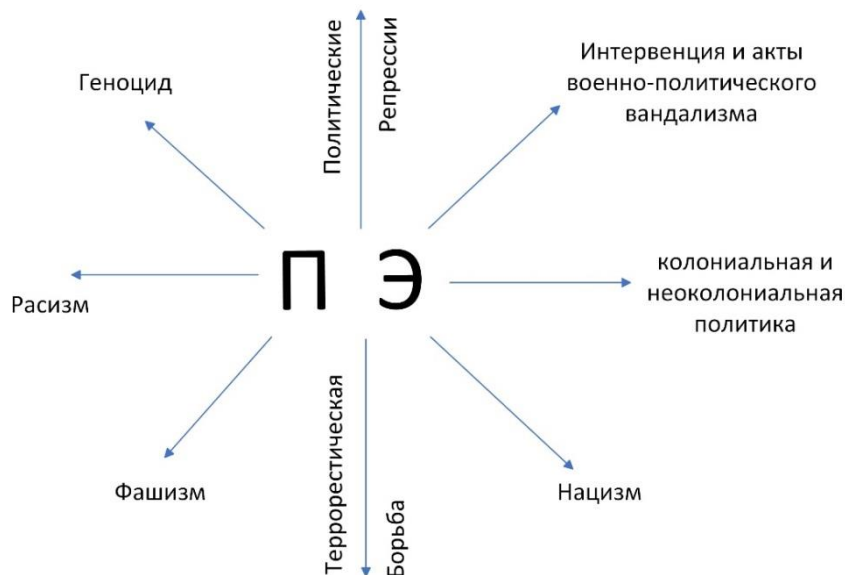 Политические
Репрессии
Интервенция и акты
военно-политического
вандализма
Геноцид
П Э
колониальная и
неоколониальная
политика
Расизм
Фашизм
Террорестическая
Борьба
Нацизм